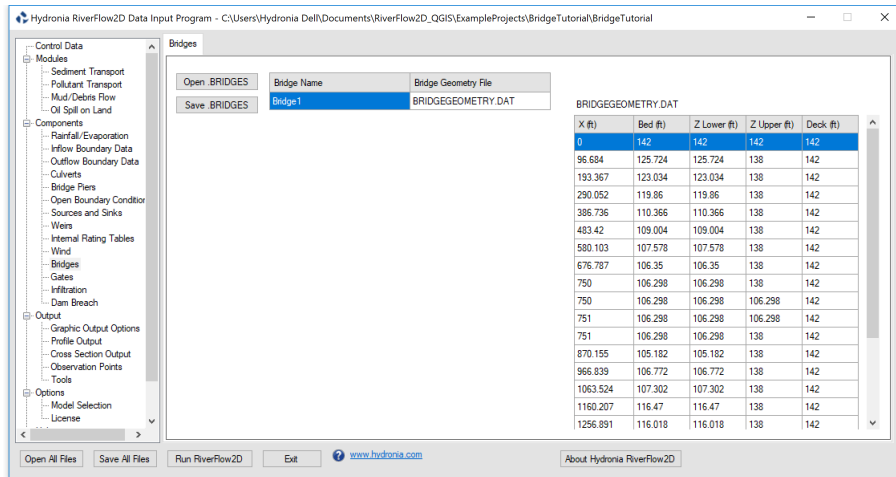 Hydronia RiverFlow2D Data Input Program - C:\Users\Hydronia Dell\Documents\RiverFlow2D_QGIS\ExampleProjects\BridgeTutorial\BridgeTutorial
Control Data
Modules
Sediment Transport
Pollutant Transport
Mud/Debris Flow
Oil Spill on Land
Components
Rainfall/Evaporation
Inflow Boundary Data
Outflow Boundary Data
Culverts
Bridge Piers
Open Boundary Condition
Sources and Sinks
Weirs
Internal Rating Tables
Wind
Bridges
Gates
Infiltration
Dam Breach
Output
Graphic Output Options
Profile Output
Cross Section Output
Observation Points
Tools
Options
Model Selection
License
Bridges
Open .BRIDGES
Save .BRIDGES
Bridge Name Bridge Geometry File
Bridge1 BRIDGEGEOMETRY.DAT
BRIDGEGEOMETRY.DAT
X (ft) Bed (ft) Z Lower (ft) Z Upper (ft) Deck (ft)
0 142 142 142 142
96.684 125.724 125.724 138 142
193.367 123.034 123.034 138 142
290.052 119.86 119.86 138 142
386.736 110.366 110.366 138 142
483.42 109.004 109.004 138 142
580.103 107.578 107.578 138 142
676.787 106.35 106.35 138 142
750 106.298 106.298 138 142
750 106.298 106.298 106.298 142
751 106.298 106.298 106.298 142
751 106.298 106.298 138 142
870.155 105.182 105.182 138 142
966.839 106.772 106.772 138 142
1063.524 107.302 107.302 138 142
1160.207 116.47 116.47 138 142
1256.891 116.018 116.018 138 142
Open All Files Save All Files Run RiverFlow2D Exit www.hydronia.com About Hydronia RiverFlow2D